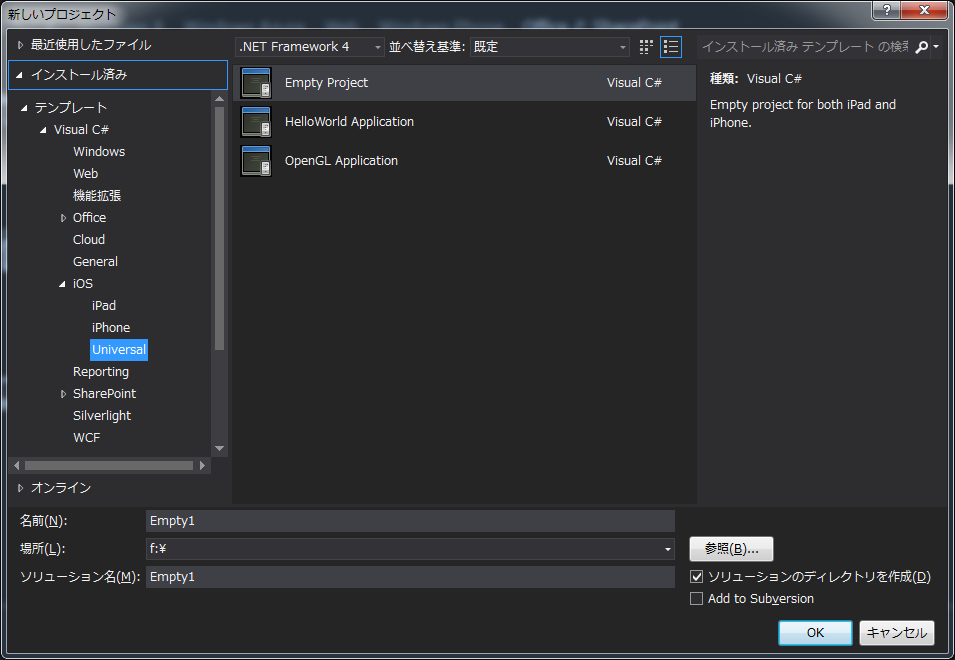 新しいプロジェクト
最近使用したファイル
.NET Framework 4
並べ替え基準:
既定
インストール済み テンプレート の検索
インストール済み
テンプレート
Visual C#
Windows
Web
機能拡張
Office
Cloud
General
iOS
iPad
iPhone
Universal
Reporting
SharePoint
Silverlight
WCF
オンライン
Empty Project Visual C#
HelloWorld Application Visual C#
OpenGL Application Visual C#
種類: Visual C#
Empty project for both iPad and
iPhone.
名前(N): Empty1
場所(L): f:¥
参照(B)...
ソリューション名(M): Empty1
ソリューションのディレクトリを作成(D)
Add to Subversion
OK
キャンセル